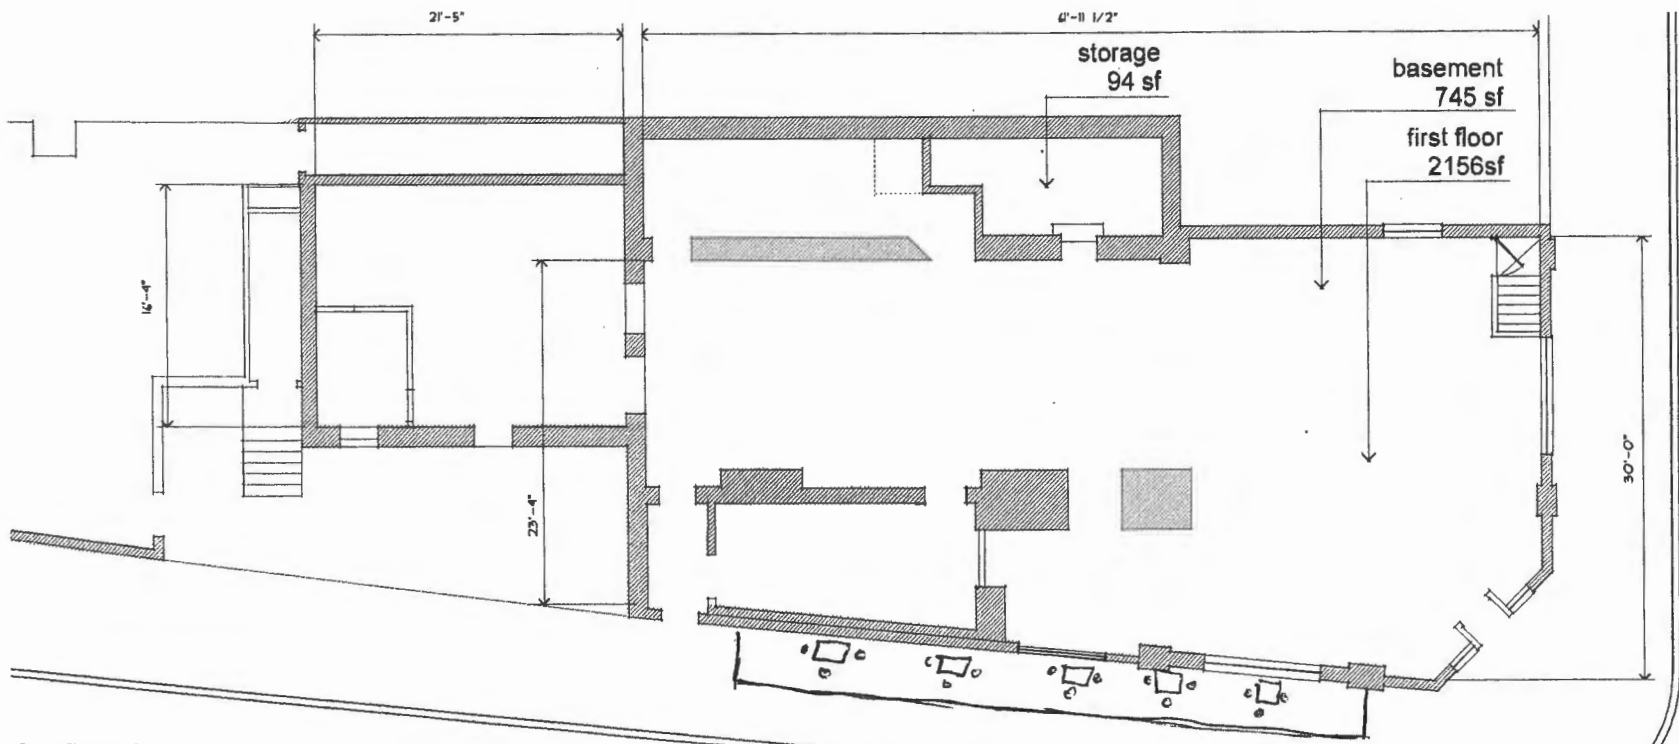 21'-5"
61'-11 1/2"
storage
94 sf
basement
745 sf
first floor
2156sf
16'-4"
23'-4"
30'-0"